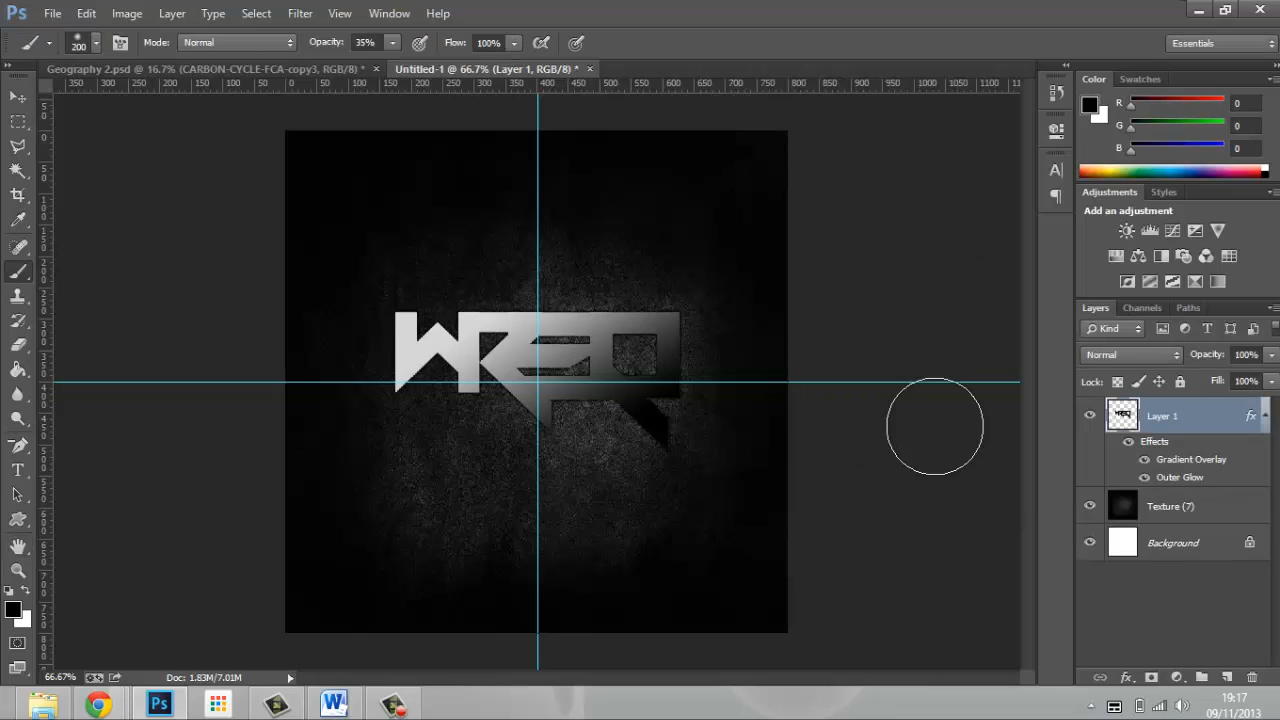 Ps File Edit Image Layer Type Select Filter View Window Help
200 Mode: Normal Opacity: 35% Flow: 100% Essentials
Geography 2.psd @ 16.7% (CARBON-CYCLE-FCA-copy3, RGB/8) * × Untitled-1 @ 66.7% (Layer 1, RGB/8) * ×
350 300 250 200 150 100 50 0 50 100 150 200 250 300 350 400 450 500 550 600 650 700 750 800 850 900 950 1000 1050 1100
Color Swatches
R 0
G 0
B 0
Adjustments Styles
Add an adjustment
Layers Channels Paths
Kind
Normal Opacity: 100%
Lock: Fill: 100%
Layer 1 fx
Effects
Gradient Overlay
Outer Glow
Texture (7)
Background
66.67% Doc: 1.83M/7.01M
19:17
09/11/2013